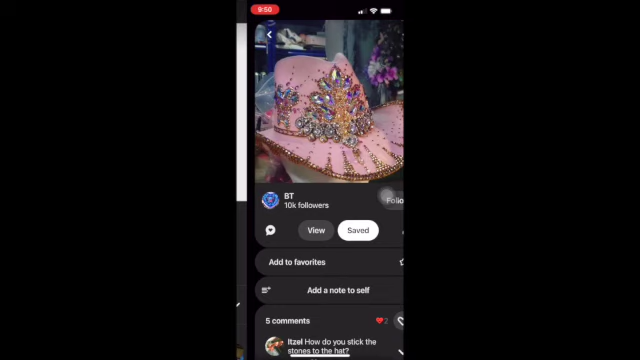 9:50
BT
10k followers
Follo
View
Saved
Add to favorites
Add a note to self
5 comments
2
Itzel How do you stick the
stones to the hat?